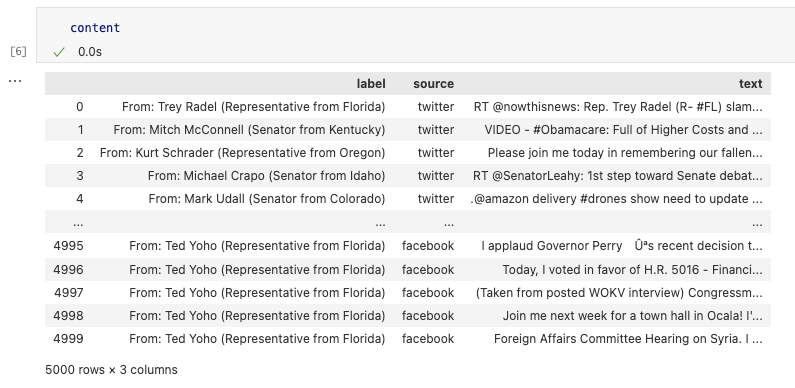 content
[6] ✓ 0.0s
...
label source text
0 From: Trey Radel (Representative from Florida) twitter RT @nowthisnews: Rep. Trey Radel (R- #FL) slam...
1 From: Mitch McConnell (Senator from Kentucky) twitter VIDEO - #Obamacare: Full of Higher Costs and ...
2 From: Kurt Schrader (Representative from Oregon) twitter Please join me today in remembering our fallen...
3 From: Michael Crapo (Senator from Idaho) twitter RT @SenatorLeahy: 1st step toward Senate debat...
4 From: Mark Udall (Senator from Colorado) twitter .@amazon delivery #drones show need to update ...
... ... ... ...
4995 From: Ted Yoho (Representative from Florida) facebook I applaud Governor Perry Ûªs recent decision t...
4996 From: Ted Yoho (Representative from Florida) facebook Today, I voted in favor of H.R. 5016 - Financi...
4997 From: Ted Yoho (Representative from Florida) facebook (Taken from posted WOKV interview) Congressm...
4998 From: Ted Yoho (Representative from Florida) facebook Join me next week for a town hall in Ocala! I'...
4999 From: Ted Yoho (Representative from Florida) facebook Foreign Affairs Committee Hearing on Syria. I ...
5000 rows × 3 columns